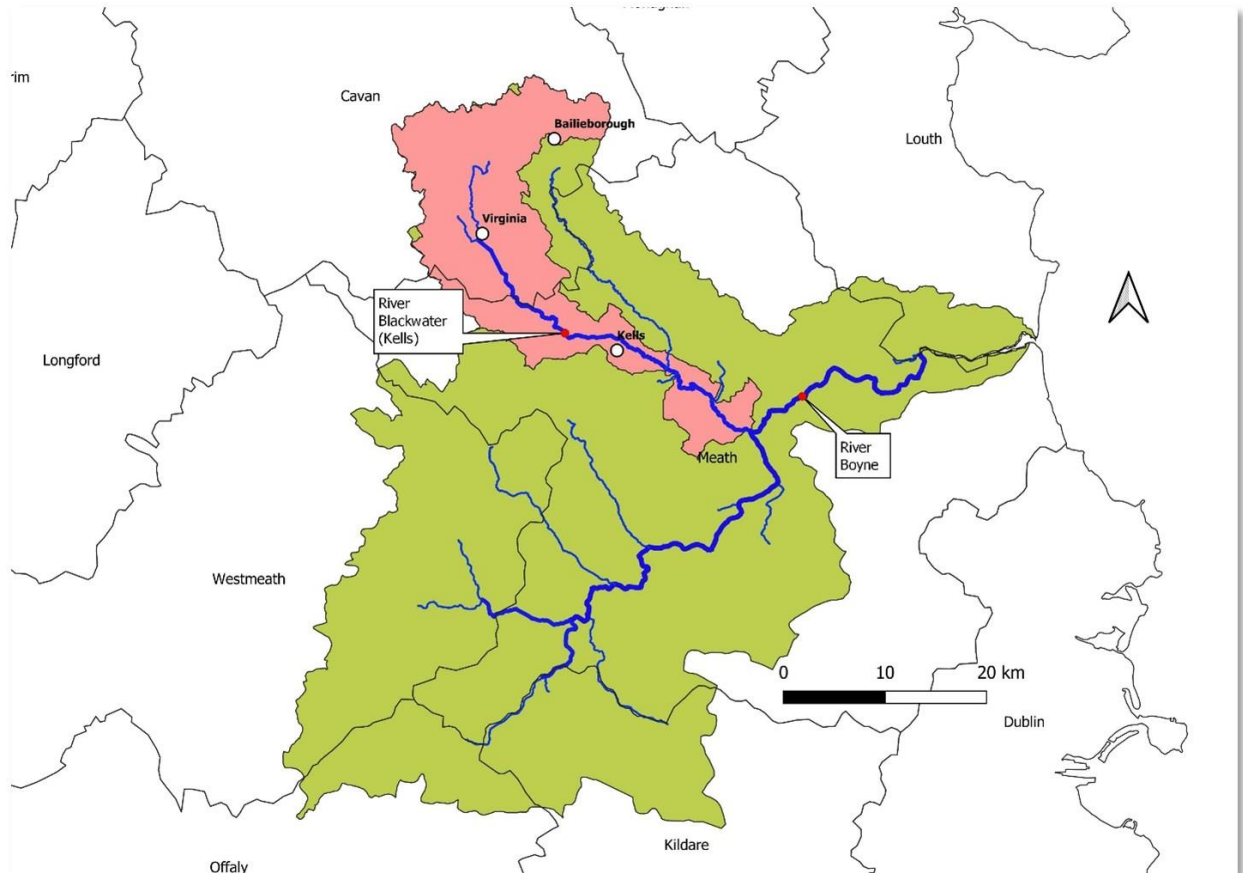 rim
Cavan
Bailieborough
Louth
Virginia
River
Blackwater
(Kells)
Kells
Longford
River
Boyne
Meath
Westmeath
0 10 20 km
Dublin
Kildare
Offaly